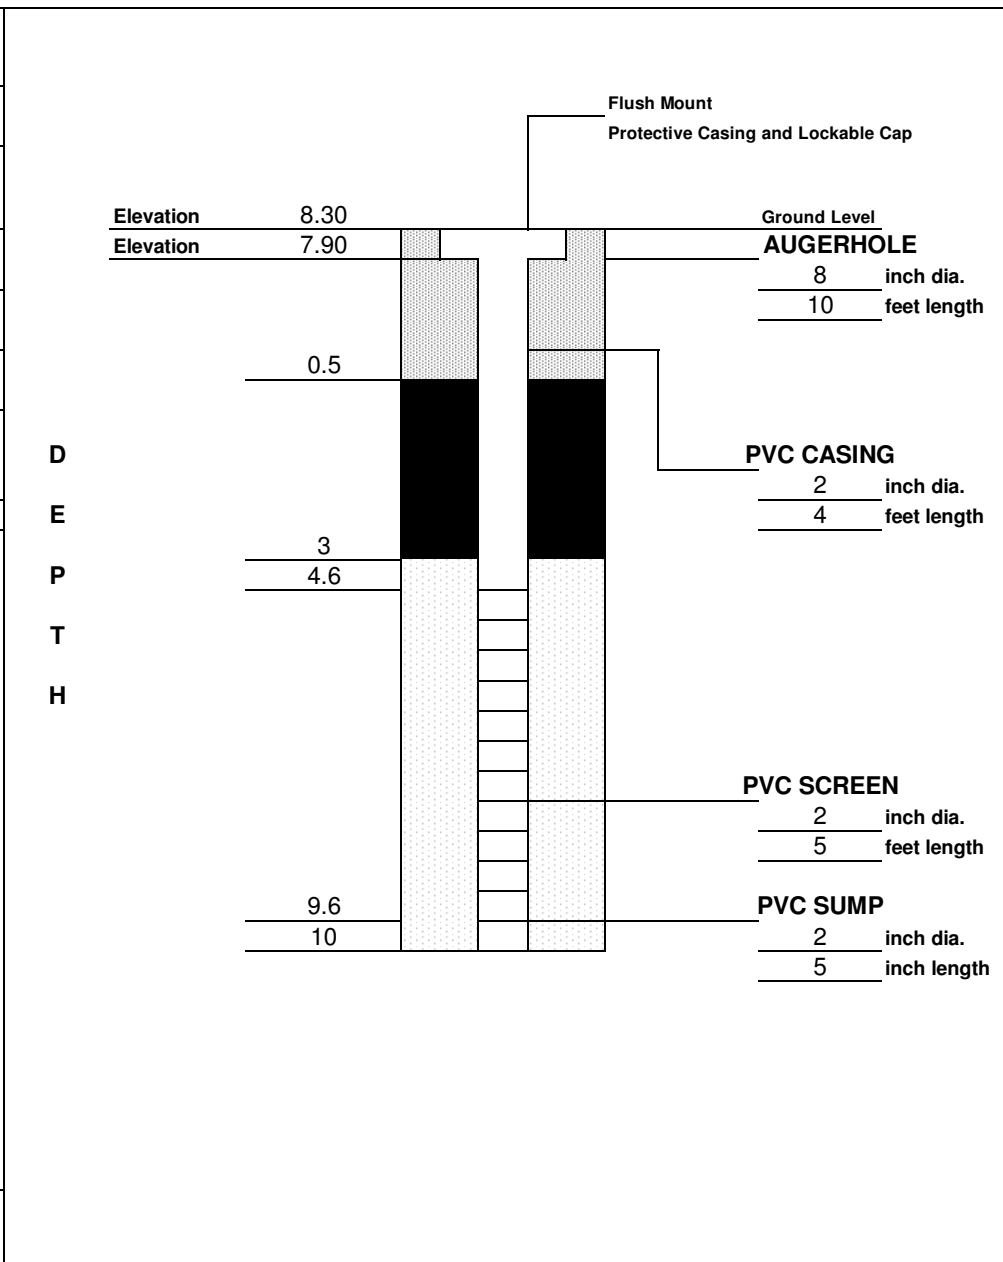 Flush Mount
Protective Casing and Lockable Cap
Elevation 8.30 Ground Level
Elevation 7.90 AUGERHOLE
8 inch dia.
10 feet length
0.5
D PVC CASING
2 inch dia.
E 4 feet length
3
P 4.6
T
H
PVC SCREEN
2 inch dia.
5 feet length
9.6 PVC SUMP
10 2 inch dia.
5 inch length